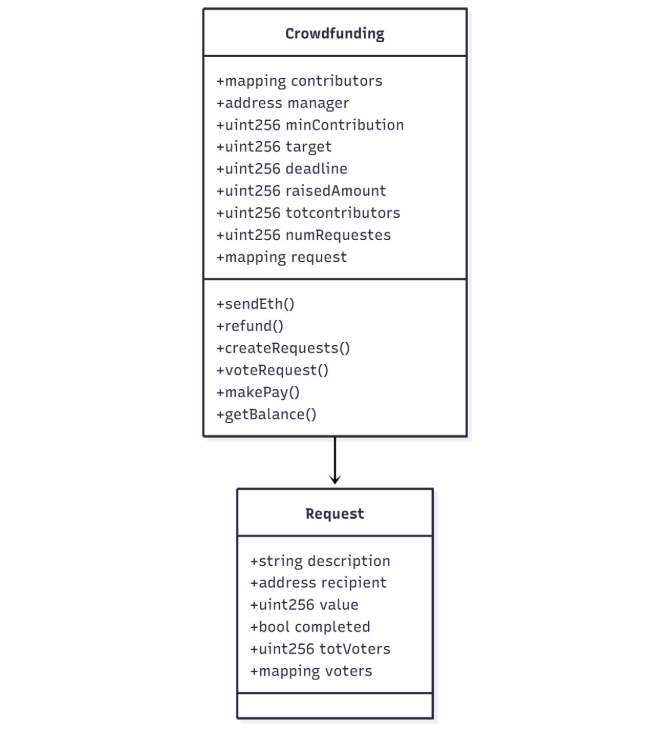 Crowdfunding
+mapping contributors
+address manager
+uint256 minContribution
+uint256 target
+uint256 deadline
+uint256 raisedAmount
+uint256 totcontributors
+uint256 numRequestes
+mapping request
+sendEth()
+refund()
+createRequests()
+voteRequest()
+makePay()
+getBalance()
Request
+string description
+address recipient
+uint256 value
+bool completed
+uint256 totVoters
+mapping voters